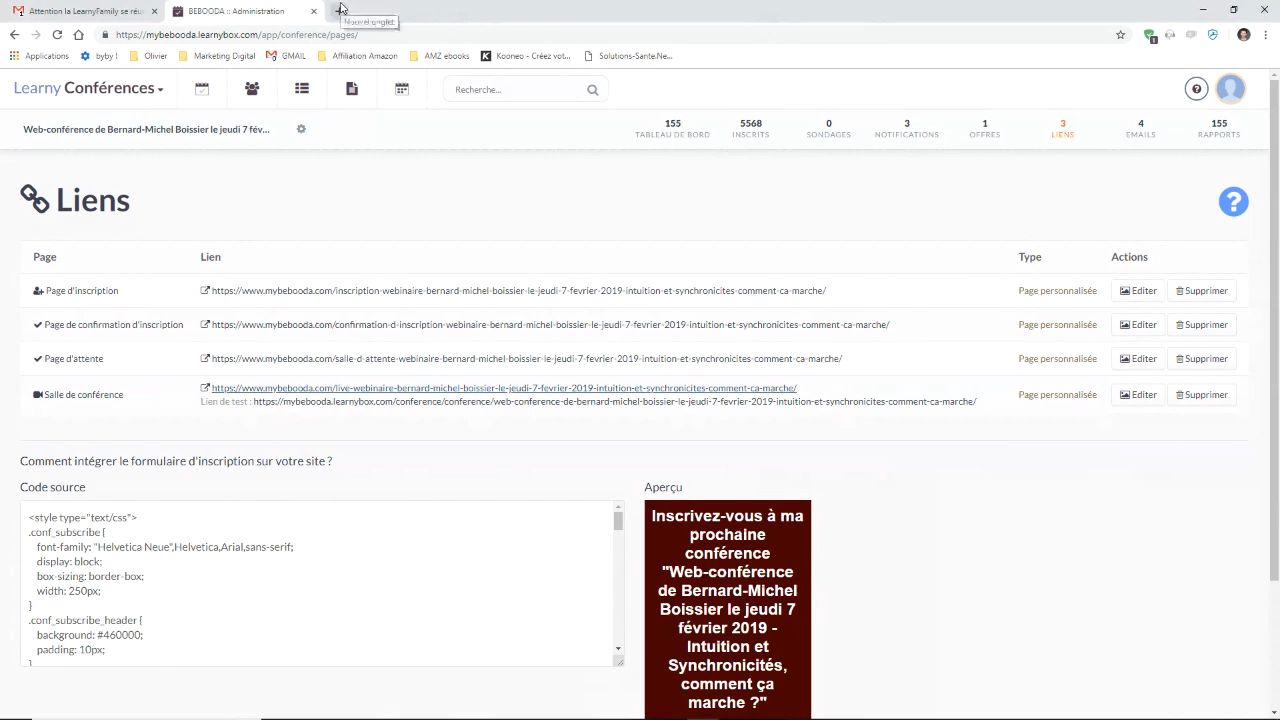 Attention la LearnyFamily se réu
BEBOODA :: Administration
Nouvel onglet
https://mybebooda.learnybox.com/app/conference/pages/
Applications
byby !
Olivier
Marketing Digital
GMAIL
Affiliation Amazon
AMZ ebooks
Kooneo - Créez vot...
Solutions-Sante.Ne...
Learny Conférences
Recherche...
Web-conférence de Bernard-Michel Boissier le jeudi 7 fév...
155
TABLEAU DE BORD
5568
INSCRITS
0
SONDAGES
3
NOTIFICATIONS
1
OFFRES
3
LIENS
4
EMAILS
155
RAPPORTS
Liens
Page Lien Type Actions
Page d'inscription https://www.mybebooda.com/inscription-webinaire-bernard-michel-boissier-le-jeudi-7-fevrier-2019-intuition-et-synchronicites-comment-ca-marche/ Page personnalisée Editer Supprimer
Page de confirmation d'inscription https://www.mybebooda.com/confirmation-d-inscription-webinaire-bernard-michel-boissier-le-jeudi-7-fevrier-2019-intuition-et-synchronicites-comment-ca-marche/ Page personnalisée Editer Supprimer
Page d'attente https://www.mybebooda.com/salle-d-attente-webinaire-bernard-michel-boissier-le-jeudi-7-fevrier-2019-intuition-et-synchronicites-comment-ca-marche/ Page personnalisée Editer Supprimer
Salle de conférence https://www.mybebooda.com/live-webinaire-bernard-michel-boissier-le-jeudi-7-fevrier-2019-intuition-et-synchronicites-comment-ca-marche/ Page personnalisée Editer Supprimer
Lien de test : https://mybebooda.learnybox.com/conference/conference/web-conference-de-bernard-michel-boissier-le-jeudi-7-fevrier-2019-intuition-et-synchronicites-comment-ca-marche/
Comment intégrer le formulaire d'inscription sur votre site ?
Code source
<style type="text/css">
.conf_subscribe {
font-family: "Helvetica Neue",Helvetica,Arial,sans-serif;
display: block;
box-sizing: border-box;
width: 250px;
}
.conf_subscribe_header {
background: #460000;
padding: 10px;
}
Aperçu
Inscrivez-vous à ma
prochaine
conférence
"Web-conférence
de Bernard-Michel
Boissier le jeudi 7
février 2019 -
Intuition et
Synchronicités,
comment ça
marche ?"